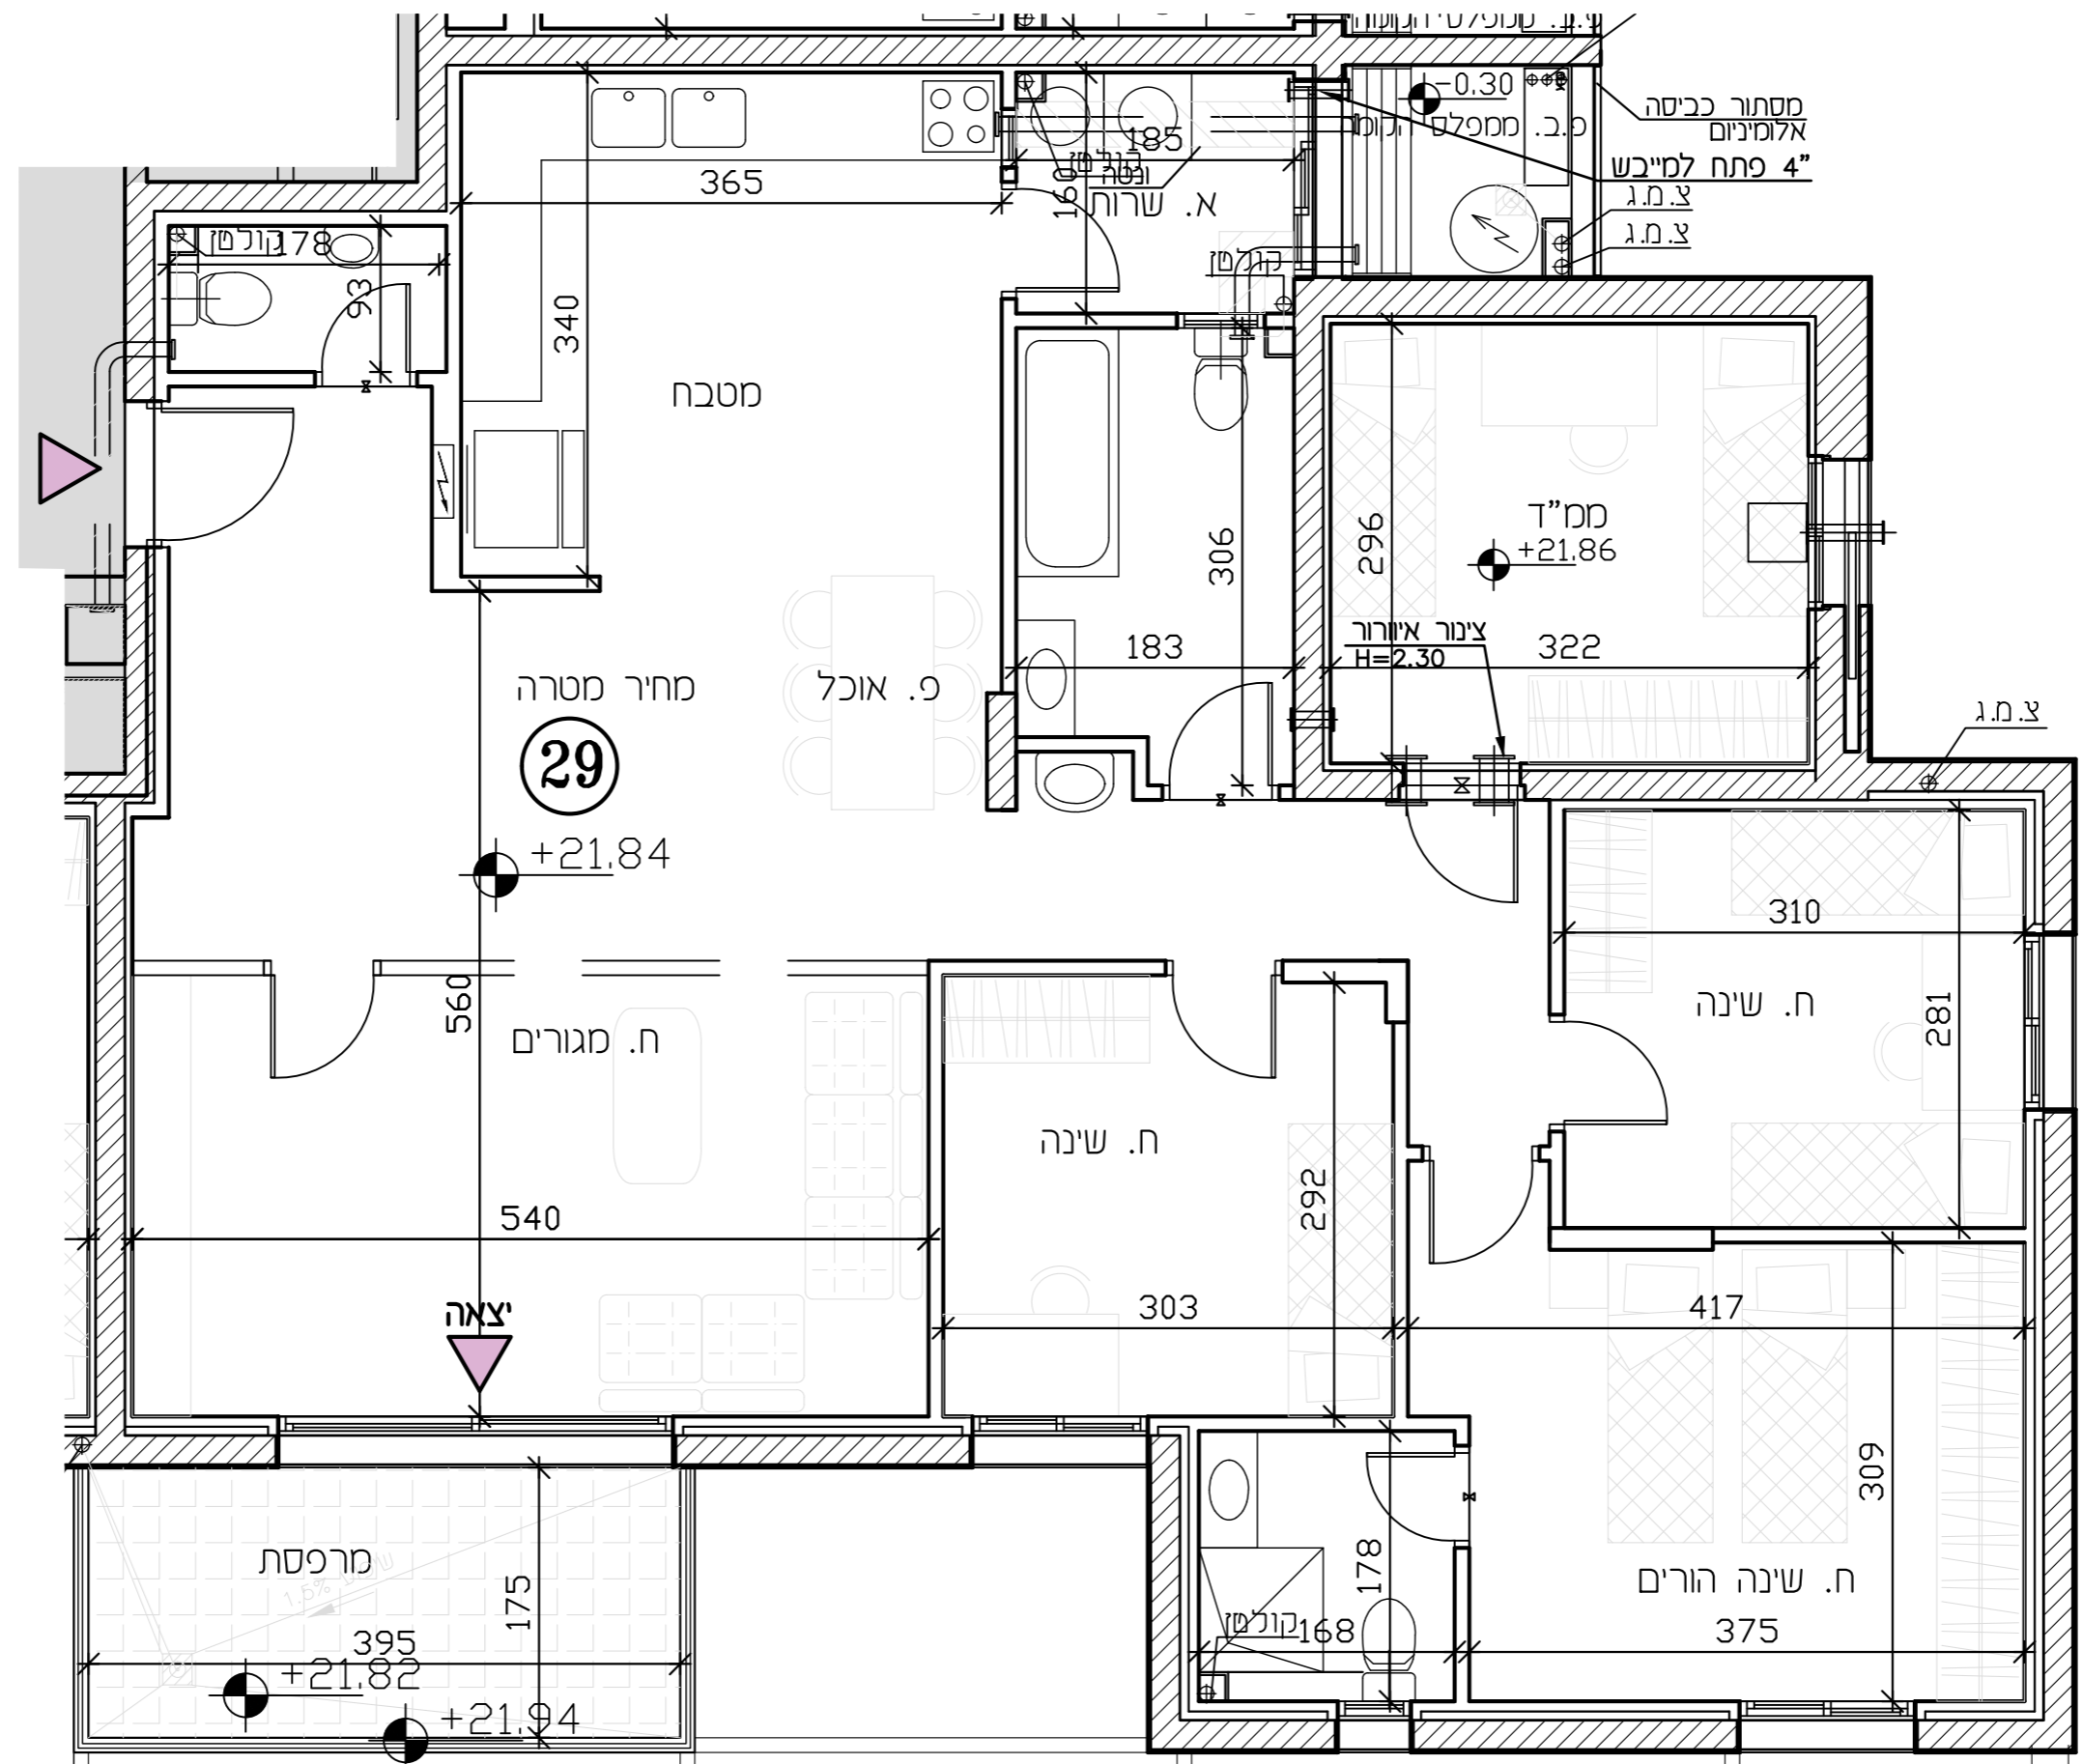 -0.30
פ.ב. ממפלס הקומ
מסתור כביסה
אלומיניום
4" פתח למייבש
צ.מ.ג
צ.מ.ג
185
קולטן
ונטה
160
א. שרות
365
קולטן
178
93
340
קולטן
מטבח
ממ"ד
+21.86
296
306
צינור איוורור
H=2.30
183
322
מחיר מטרה
פ. אוכל
29
צ.מ.ג
+21.84
310
560
ח. מגורים
ח. שינה
281
ח. שינה
292
540
יצאה
303
417
309
מרפסת
1.5%
175
178
ח. שינה הורים
קולטן
168
375
395
+21.82
+21.94